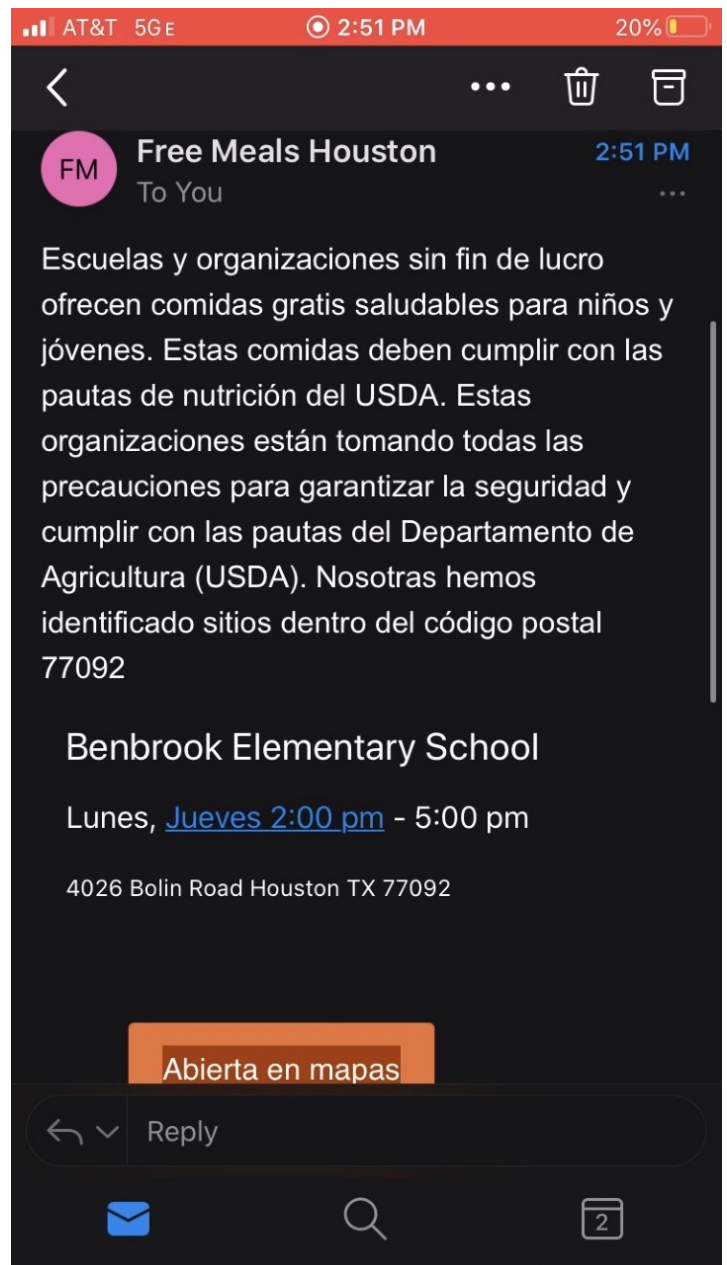 AT&T 5GE 2:51 PM 20%
FM
Free Meals Houston 2:51 PM
To You
Escuelas y organizaciones sin fin de lucro
ofrecen comidas gratis saludables para niños y
jóvenes. Estas comidas deben cumplir con las
pautas de nutrición del USDA. Estas
organizaciones están tomando todas las
precauciones para garantizar la seguridad y
cumplir con las pautas del Departamento de
Agricultura (USDA). Nosotras hemos
identificado sitios dentro del código postal
77092
Benbrook Elementary School
Lunes, Jueves 2:00 pm - 5:00 pm
4026 Bolin Road Houston TX 77092
Abierta en mapas
Reply
2